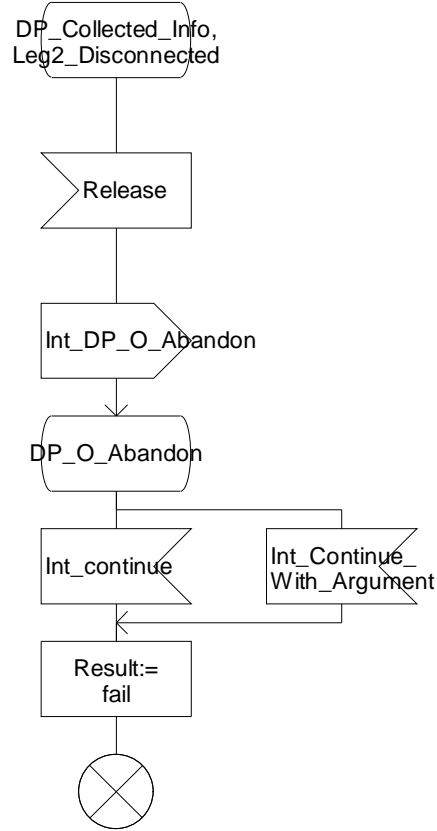 DP_Collected_Info,
Leg2_Disconnected
Release
Int_DP_O_Abandon
DP_O_Abandon
Int_continue
Int_Continue_
With_Argument
Result:=
fail